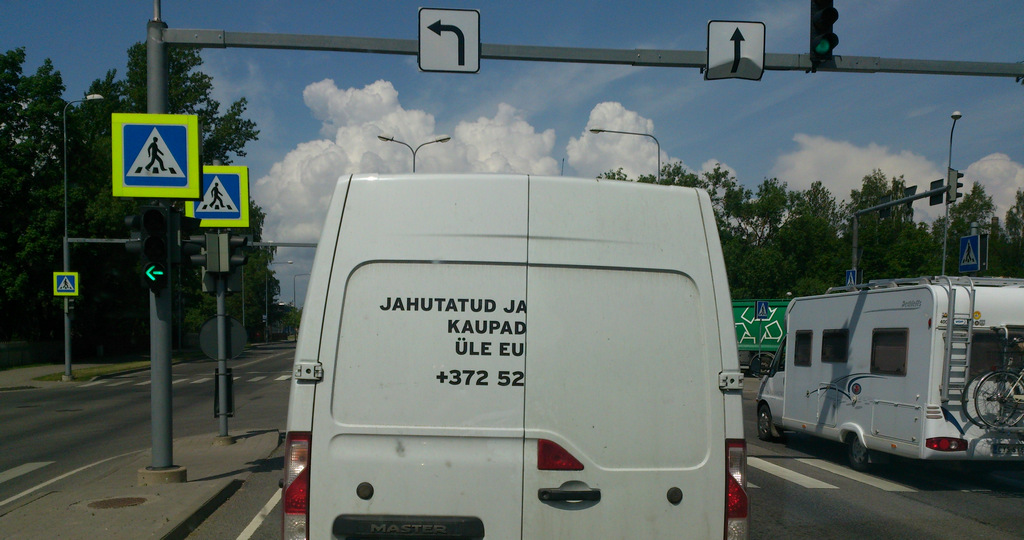 JAHUTATUD JA
KAUPAD
ÜLE EU
+372 52
MASTER